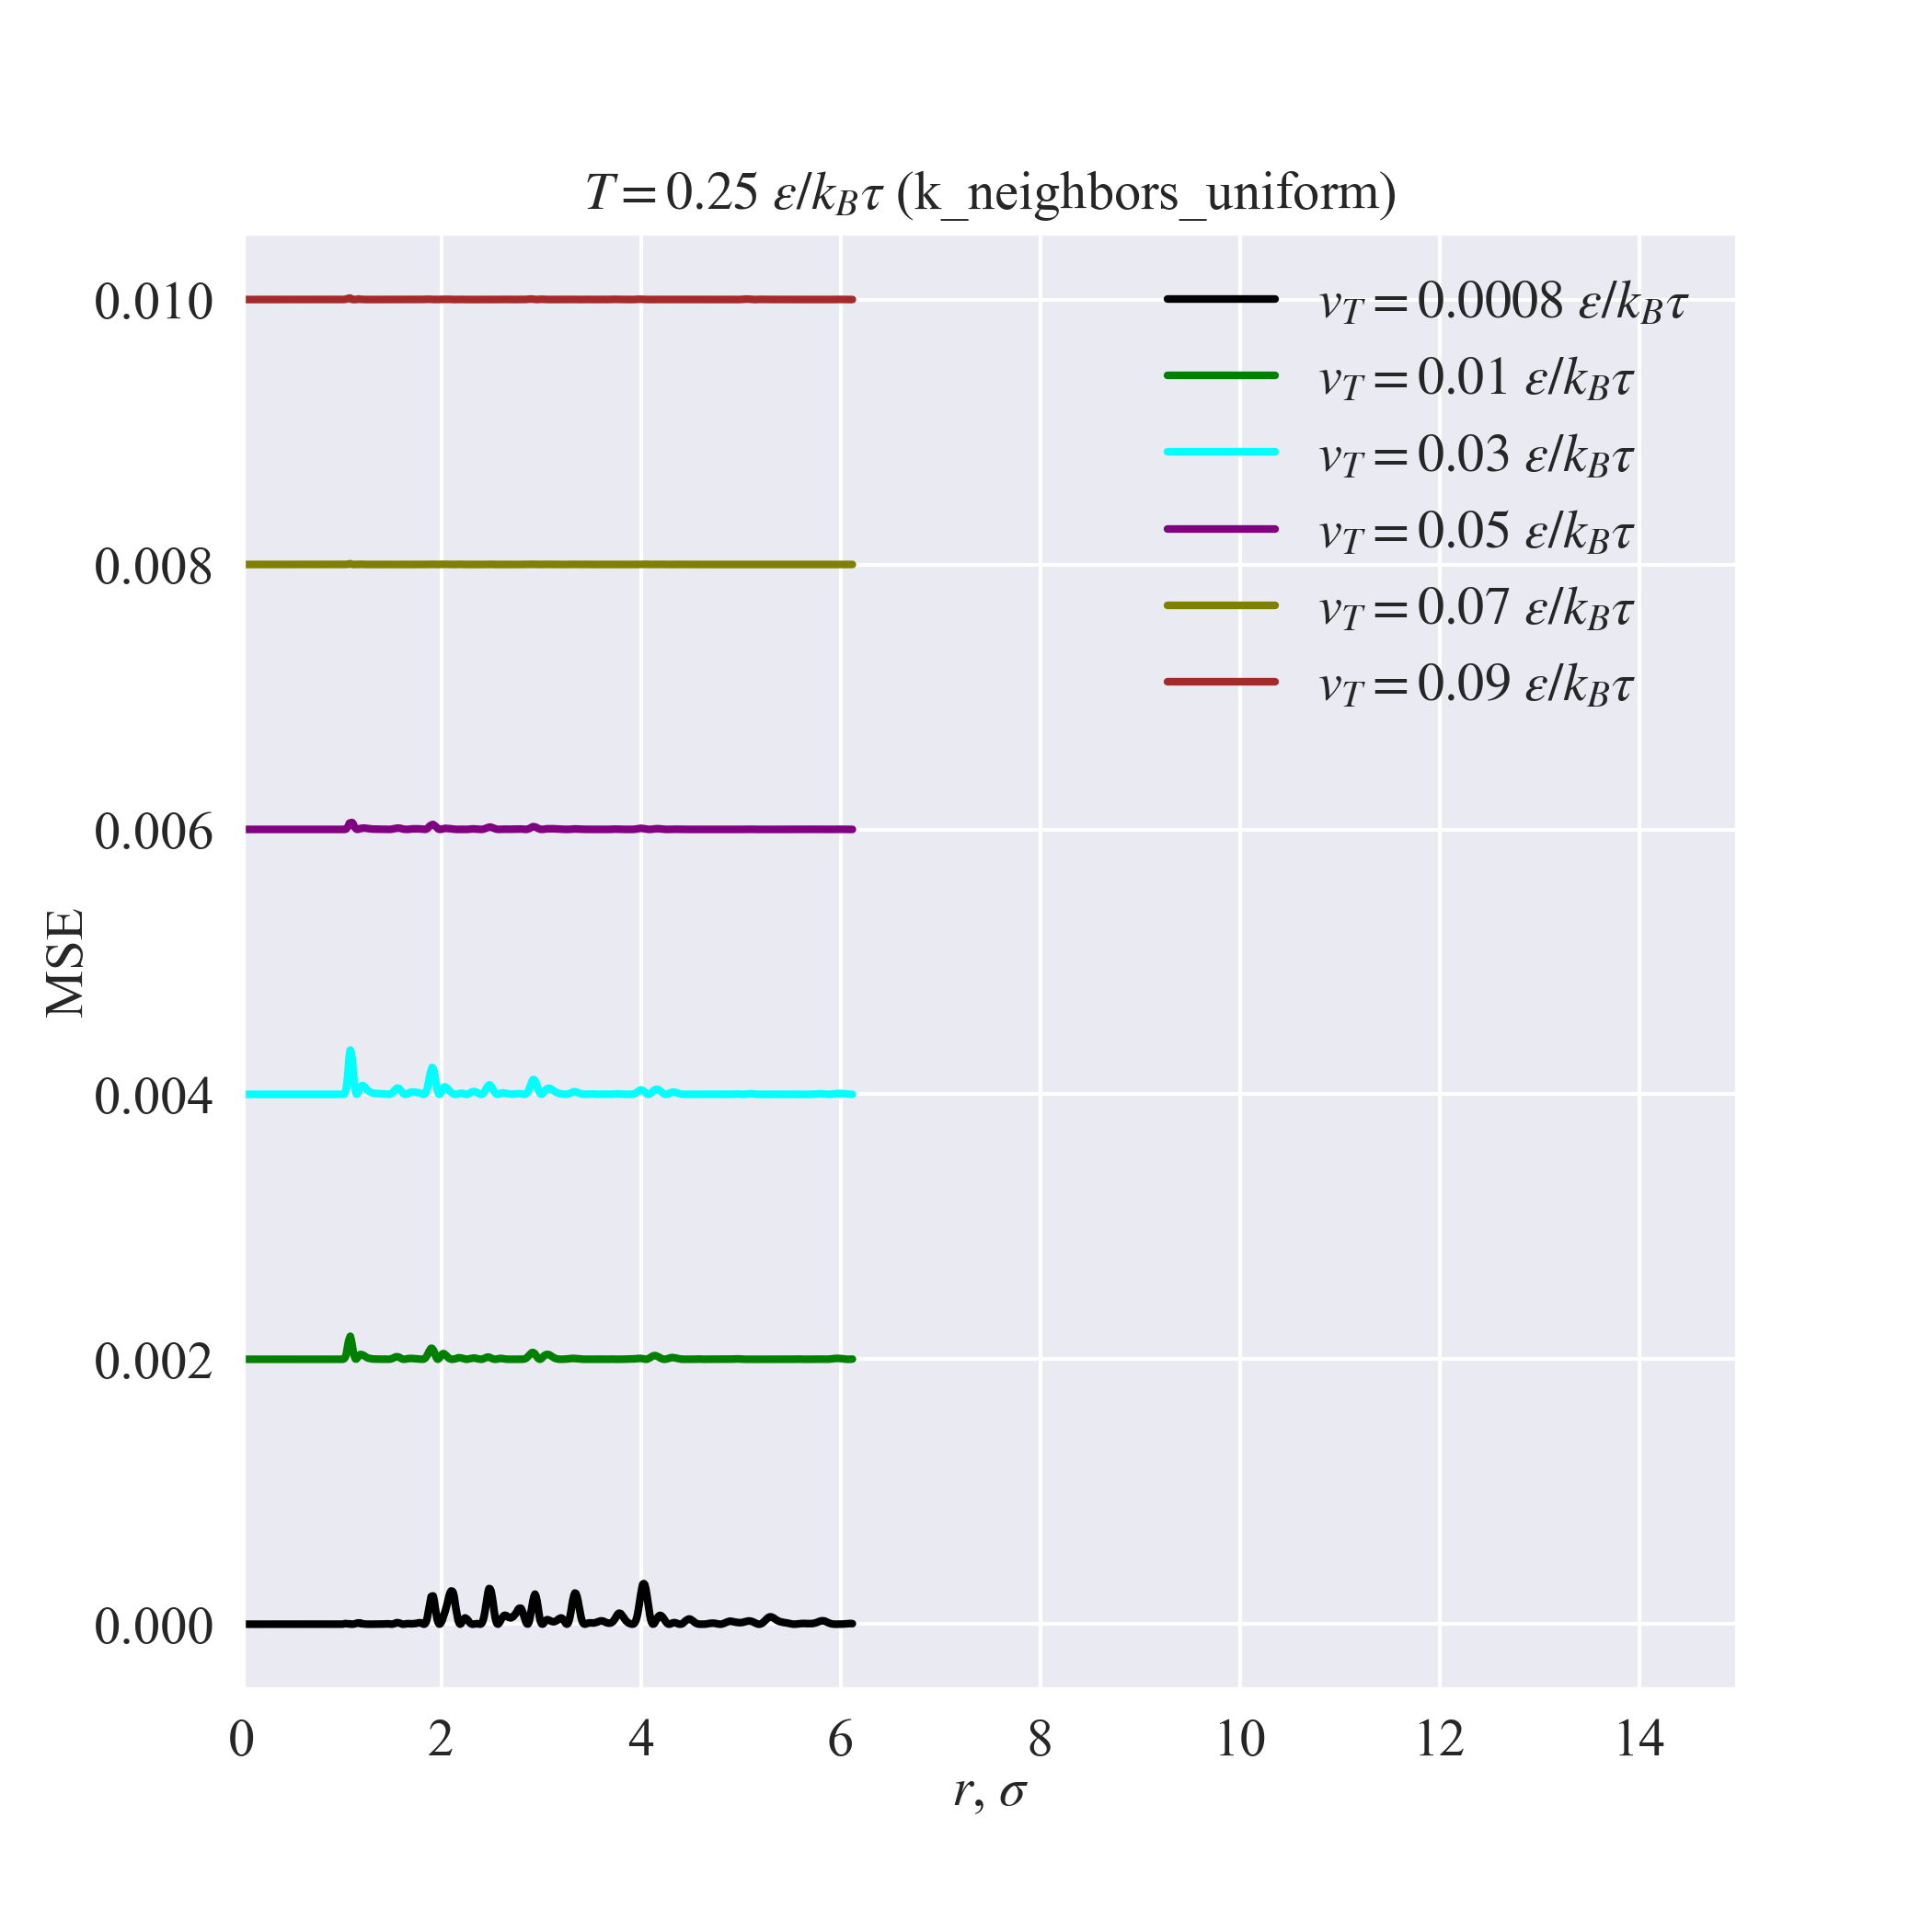 T = 0.25 ε/k_Bτ (k_neighbors_uniform)
0.010
0.008
0.006
0.004
0.002
0.000
MSE
v_T = 0.0008 ε/k_Bτ
v_T = 0.01 ε/k_Bτ
v_T = 0.03 ε/k_Bτ
v_T = 0.05 ε/k_Bτ
v_T = 0.07 ε/k_Bτ
v_T = 0.09 ε/k_Bτ
0 2 4 6 8 10 12 14
r, σ